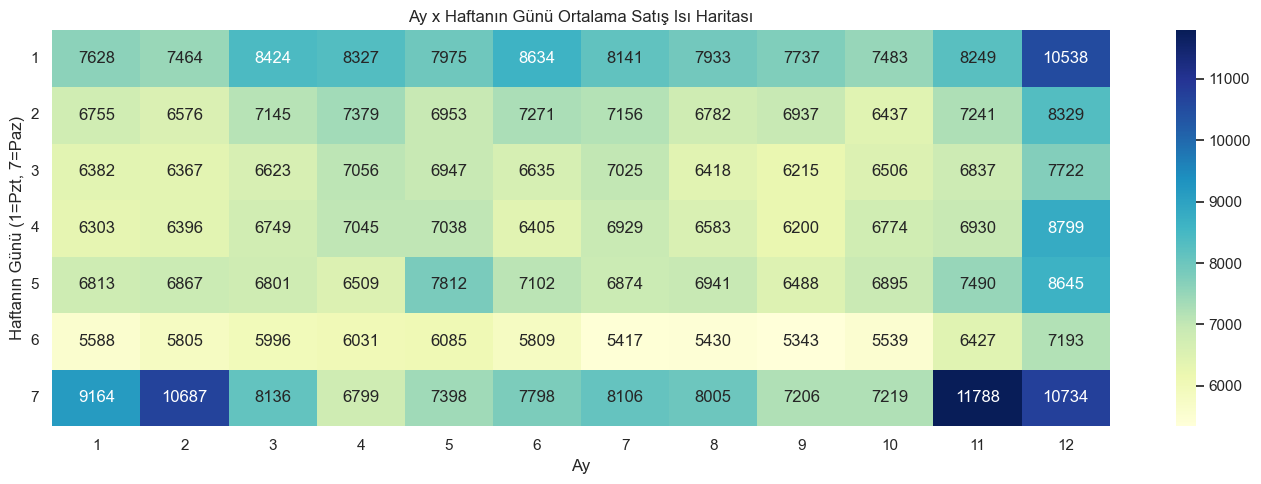 Ay x Haftanın Günü Ortalama Satış Isı Haritası
Haftanın Günü (1=Pzt, 7=Paz)
1 7628 7464 8424 8327 7975 8634 8141 7933 7737 7483 8249 10538
2 6755 6576 7145 7379 6953 7271 7156 6782 6937 6437 7241 8329
3 6382 6367 6623 7056 6947 6635 7025 6418 6215 6506 6837 7722
4 6303 6396 6749 7045 7038 6405 6929 6583 6200 6774 6930 8799
5 6813 6867 6801 6509 7812 7102 6874 6941 6488 6895 7490 8645
6 5588 5805 5996 6031 6085 5809 5417 5430 5343 5539 6427 7193
7 9164 10687 8136 6799 7398 7798 8106 8005 7206 7219 11788 10734
1 2 3 4 5 6 7 8 9 10 11 12
Ay
11000
10000
9000
8000
7000
6000